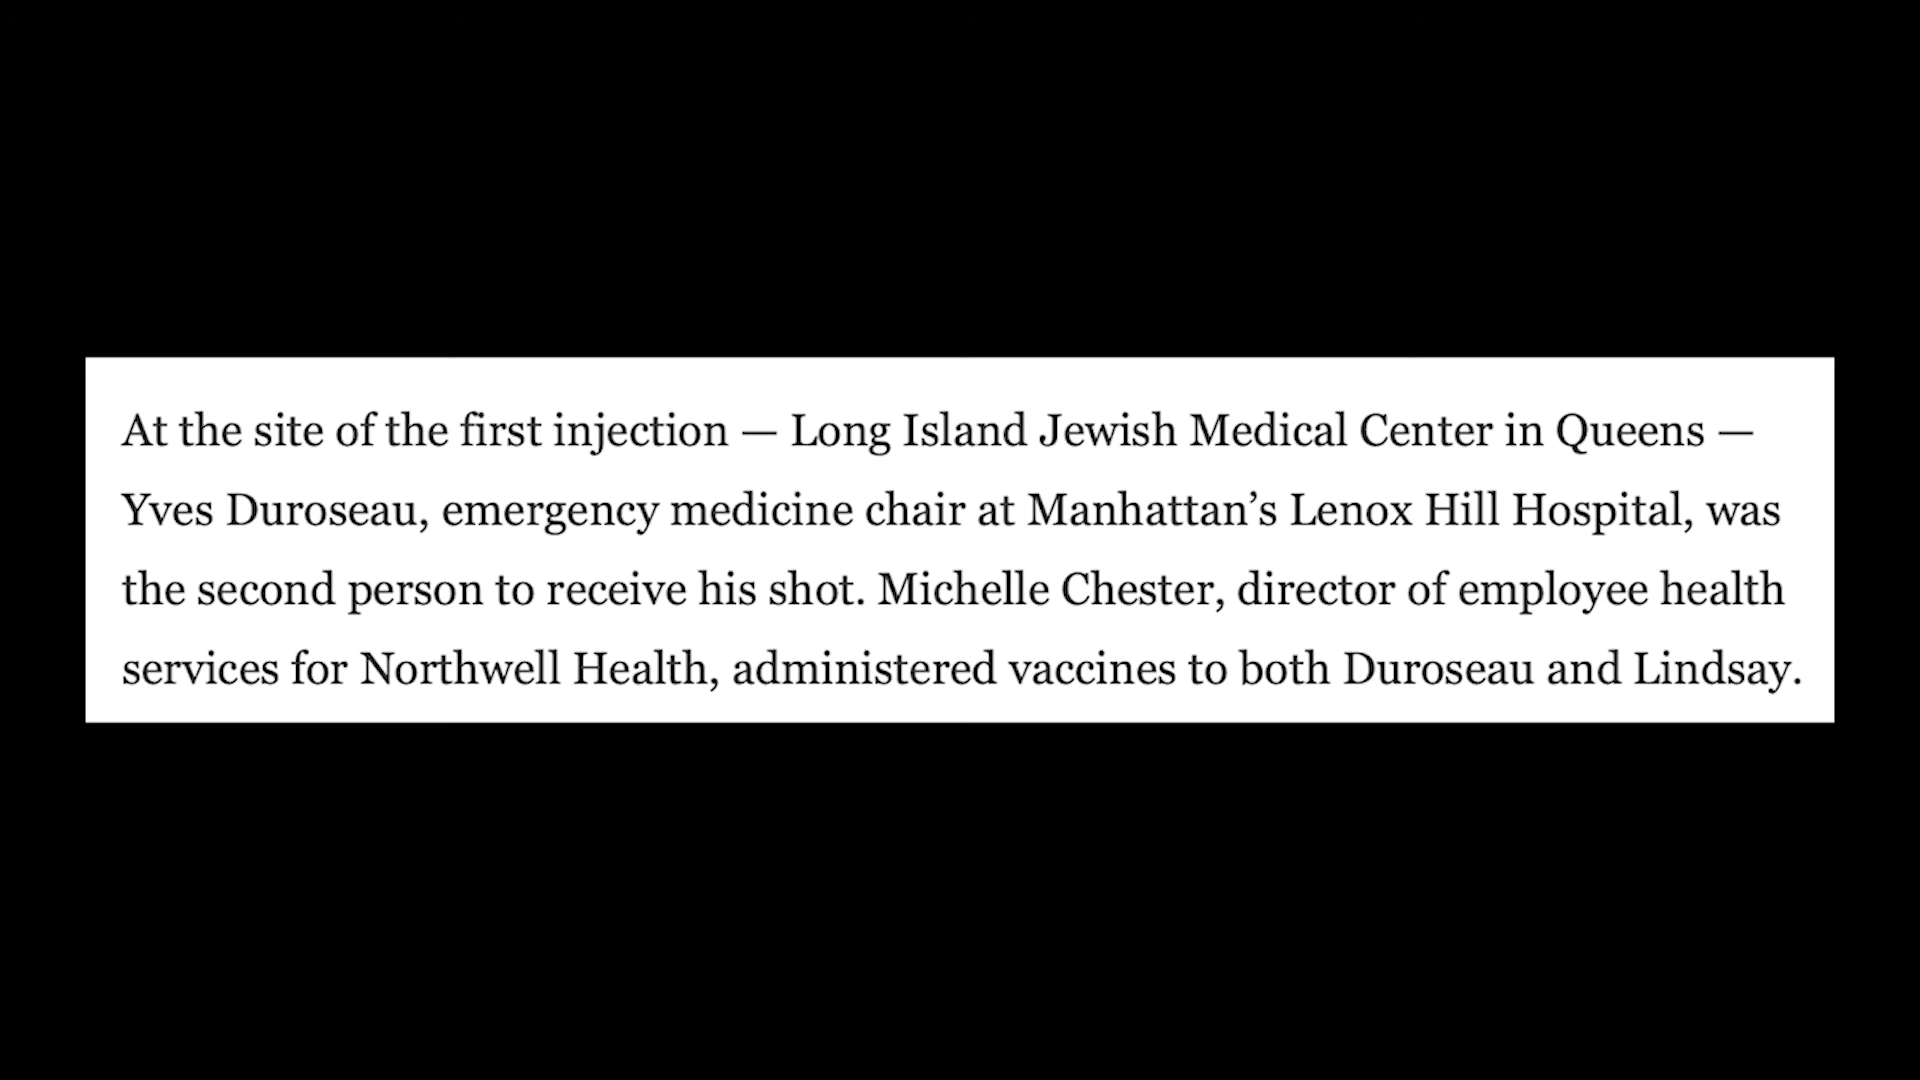 At the site of the first injection — Long Island Jewish Medical Center in Queens —
Yves Duroseau, emergency medicine chair at Manhattan’s Lenox Hill Hospital, was
the second person to receive his shot. Michelle Chester, director of employee health
services for Northwell Health, administered vaccines to both Duroseau and Lindsay.